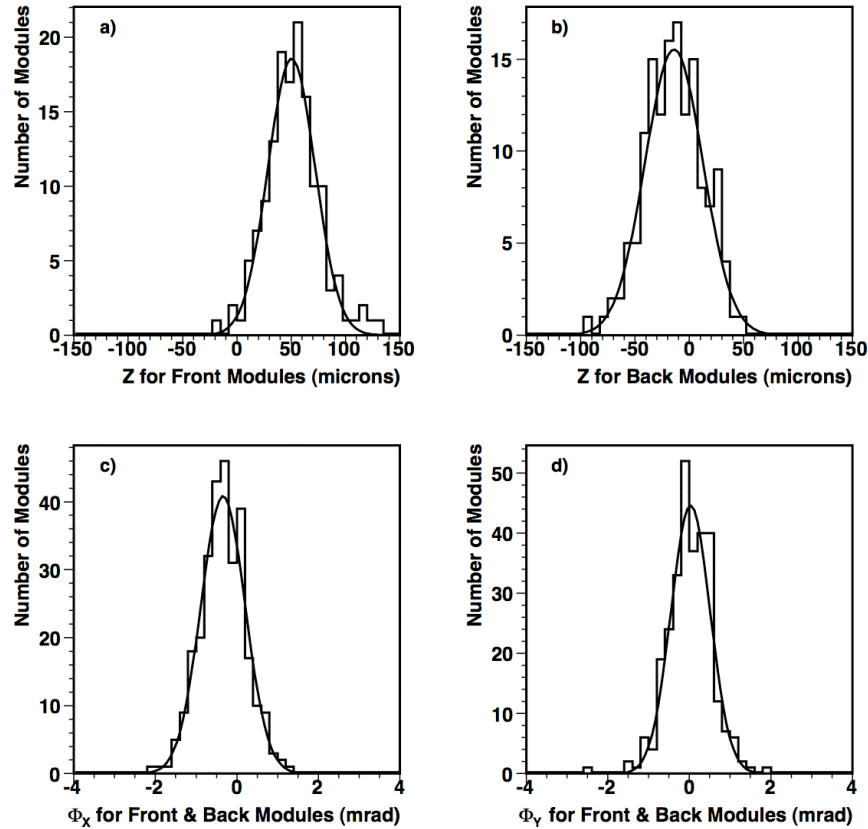 a)
Number of Modules
20
15
10
5
0
-150 -100 -50 0 50 100 150
Z for Front Modules (microns)
b)
Number of Modules
15
10
5
0
-150 -100 -50 0 50 100 150
Z for Back Modules (microns)
c)
Number of Modules
40
30
20
10
0
-4 -2 0 2 4
ΦX for Front & Back Modules (mrad)
d)
Number of Modules
50
40
30
20
10
0
-4 -2 0 2 4
ΦY for Front & Back Modules (mrad)